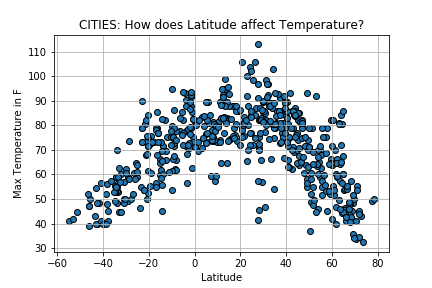 CITIES: How does Latitude affect Temperature?
Max Temperature in F
110
100
90
80
70
60
50
40
30
−60 −40 −20 0 20 40 60 80
Latitude